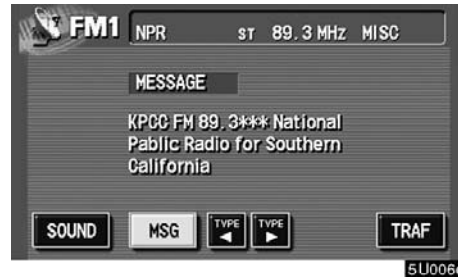 FM1 NPR ST 89.3 MHz MISC
MESSAGE
KPCC FM 89.3*** National
Pablic Radio for Southern
California
SOUND MSG TYPE ◄ TYPE ► TRAF
5U006